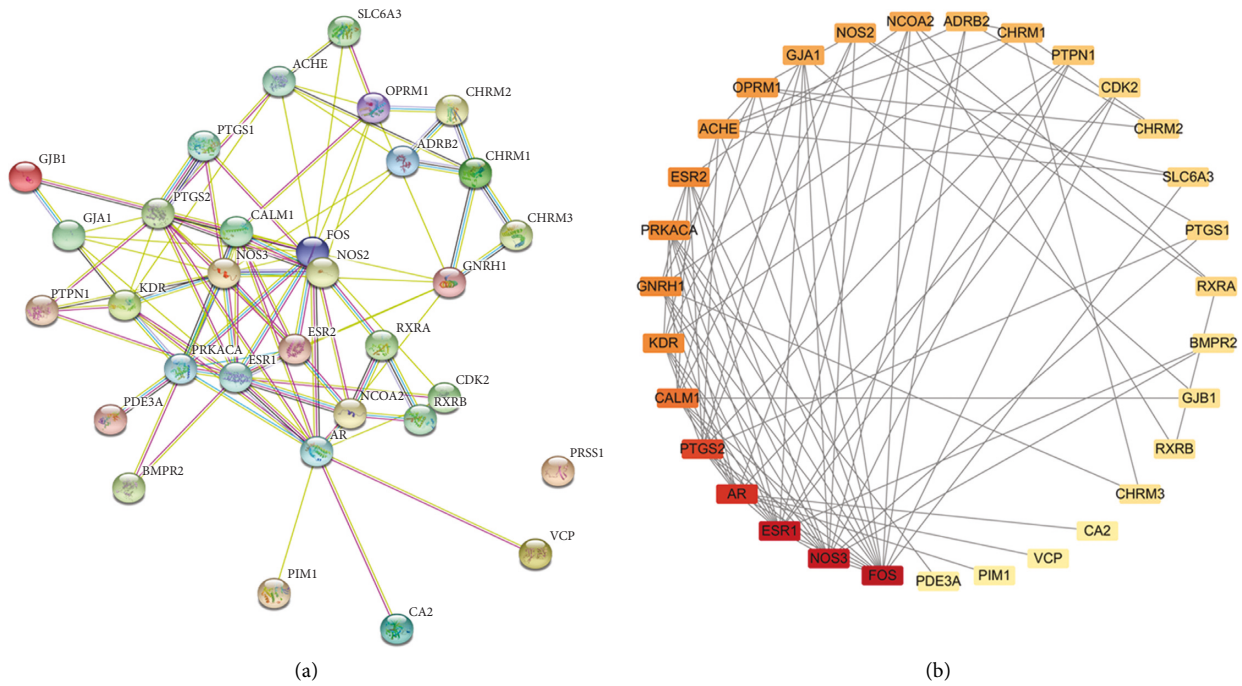 SLC6A3
ACHE
OPRM1
CHRM2
PTGS1
ADRB2
CHRM1
GJB1
PTGS2
GJA1
CALM1
FOS
CHRM3
NOS3
NOS2
GNRH1
PTPN1
KDR
ESR2
RXRA
PRKACA
ESR1
CDK2
NCOA2
RXRB
PDE3A
AR
BMPR2
PRSS1
VCP
PIM1
CA2
(a)
NCOA2
ADRB2
NOS2
CHRM1
GJA1
PTPN1
OPRM1
CDK2
ACHE
CHRM2
ESR2
SLC6A3
PRKACA
PTGS1
GNRH1
RXRA
KDR
BMPR2
CALM1
GJB1
PTGS2
RXRB
AR
CHRM3
ESR1
CA2
NOS3
VCP
FOS
PDE3A
PIM1
(b)